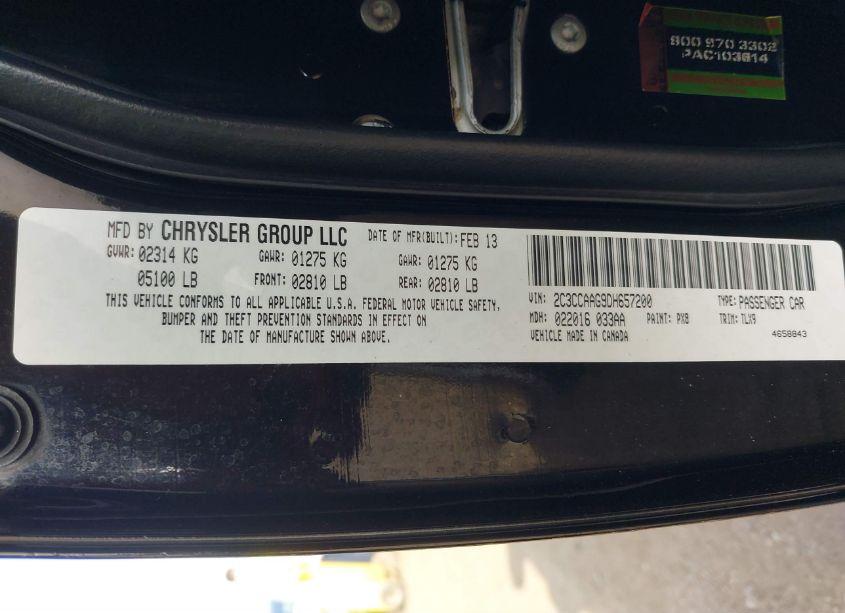 800 970 3302
PAC103614
MFD BY CHRYSLER GROUP LLC DATE OF MFR(BUILT): FEB 13
GVWR: 02314 KG GAWR: 01275 KG GAWR: 01275 KG
05100 LB FRONT: 02810 LB REAR: 02810 LB
THIS VEHICLE CONFORMS TO ALL APPLICABLE U.S.A. FEDERAL MOTOR VEHICLE SAFETY,
BUMPER AND THEFT PREVENTION STANDARDS IN EFFECT ON
THE DATE OF MANUFACTURE SHOWN ABOVE.
VIN: 2C3CCAAG9DH657200 TYPE: PASSENGER CAR
MDH: 022016 033AA PAINT: PX8 TRIM: TLX9
VEHICLE MADE IN CANADA 4658843